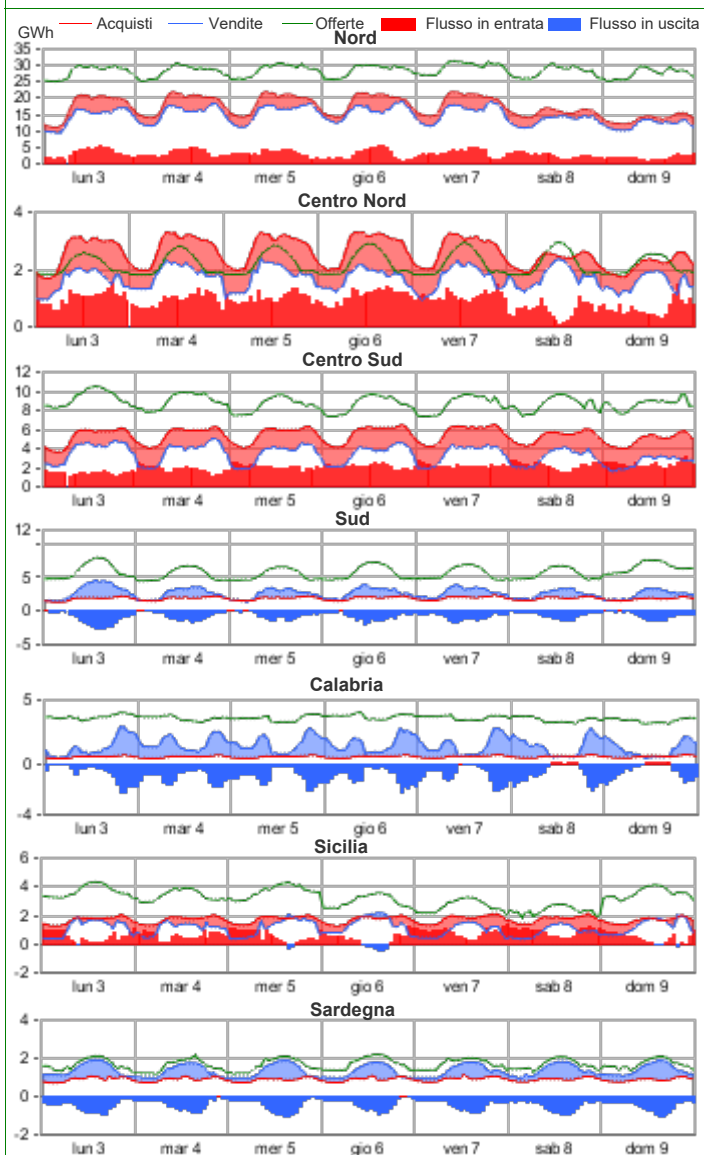 GWh Acquisti Vendite Offerte Flusso in entrata Flusso in uscita
Nord
35
30
25
20
15
10
5
0
lun 3 mar 4 mer 5 gio 6 ven 7 sab 8 dom 9
Centro Nord
4
2
0
lun 3 mar 4 mer 5 gio 6 ven 7 sab 8 dom 9
Centro Sud
12
10
8
6
4
2
0
lun 3 mar 4 mer 5 gio 6 ven 7 sab 8 dom 9
Sud
12
5
0
-5
lun 3 mar 4 mer 5 gio 6 ven 7 sab 8 dom 9
Calabria
5
0
-4
lun 3 mar 4 mer 5 gio 6 ven 7 sab 8 dom 9
Sicilia
6
4
2
0
-2
lun 3 mar 4 mer 5 gio 6 ven 7 sab 8 dom 9
Sardegna
4
2
0
-2
lun 3 mar 4 mer 5 gio 6 ven 7 sab 8 dom 9